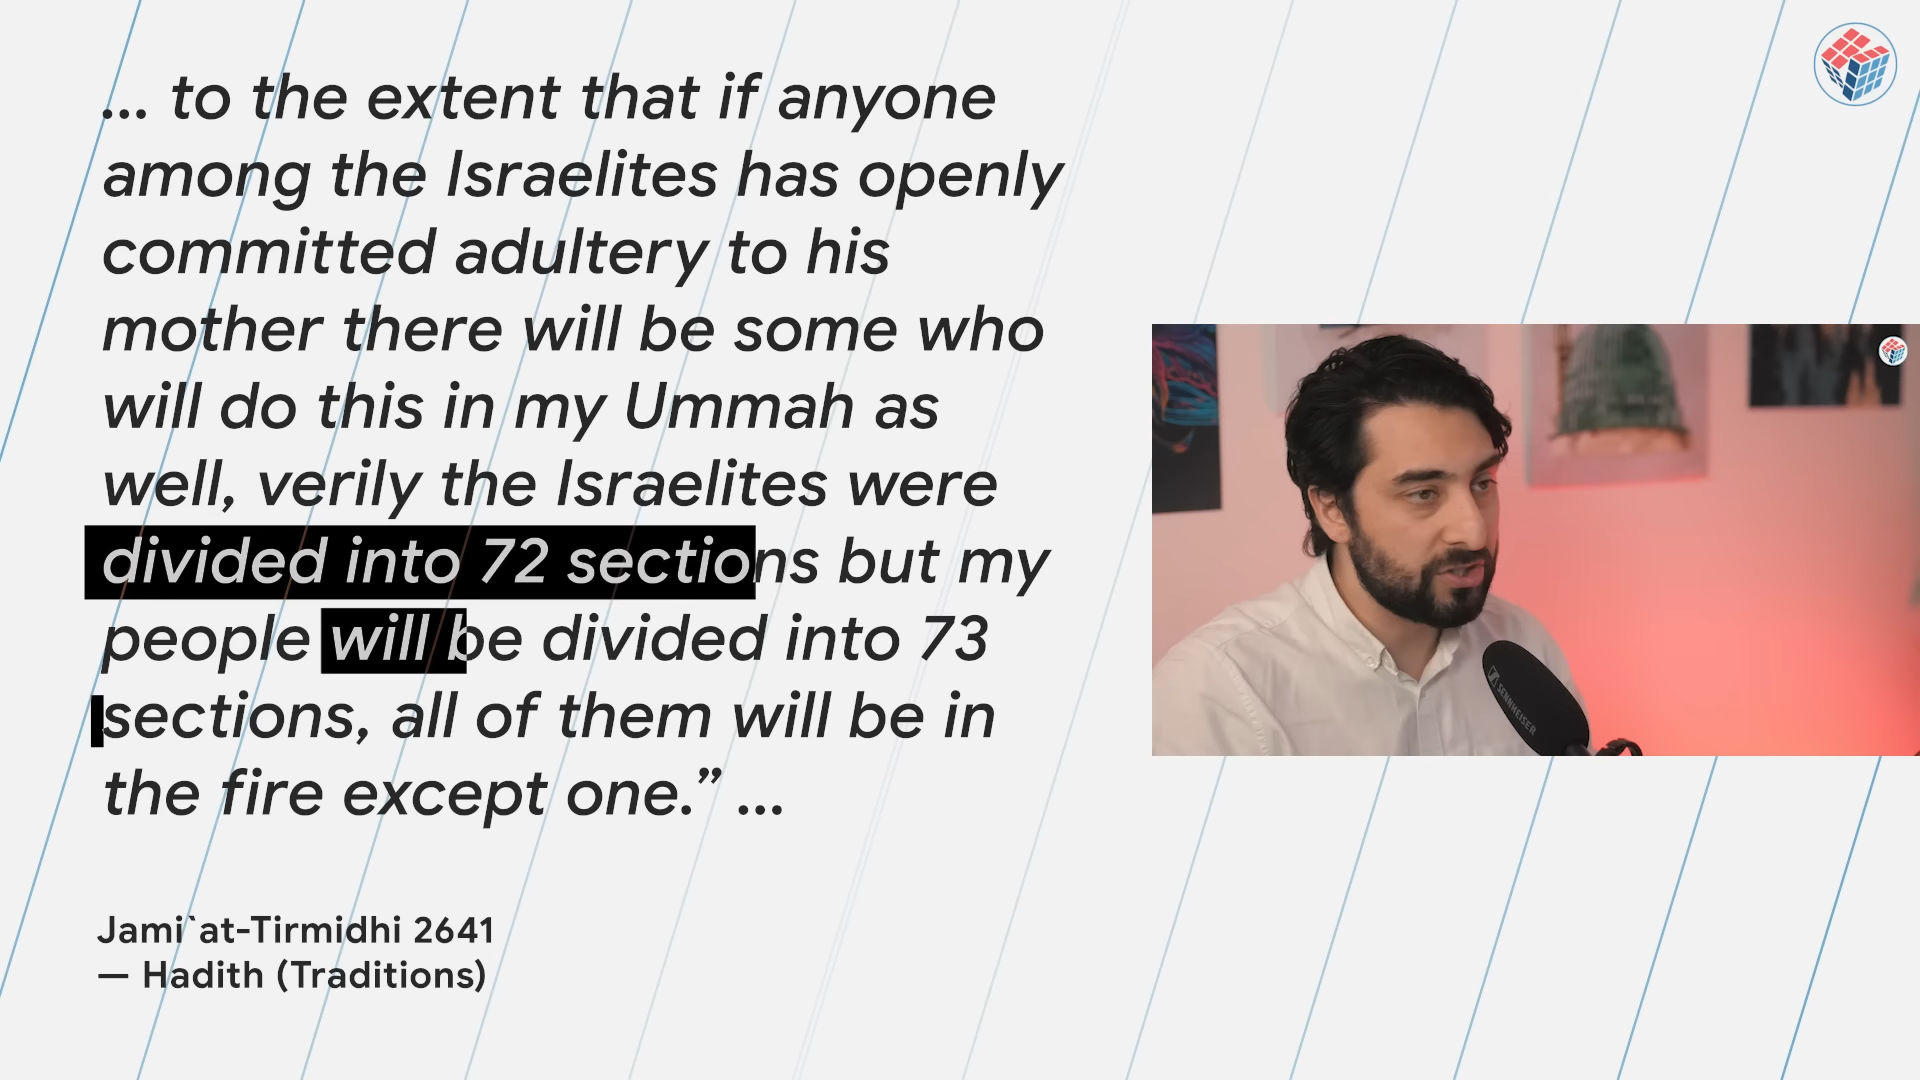 ... to the extent that if anyone
among the Israelites has openly
committed adultery to his
mother there will be some who
will do this in my Ummah as
well, verily the Israelites were
divided into 72 sections but my
people will be divided into 73
sections, all of them will be in
the fire except one.” ...
Jami`at-Tirmidhi 2641
— Hadith (Traditions)
SENNHEISER